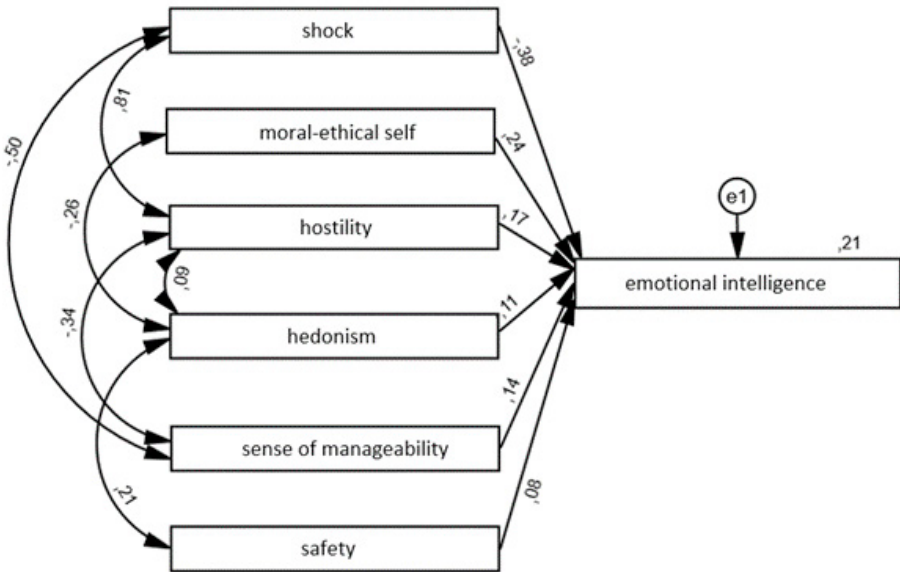 shock
-,38
,81
moral-ethical self
,24
-,50
-,26
hostility
,17
e1
,21
emotional intelligence
,09
-,34
hedonism
,11
sense of manageability
,14
,21
safety
,08